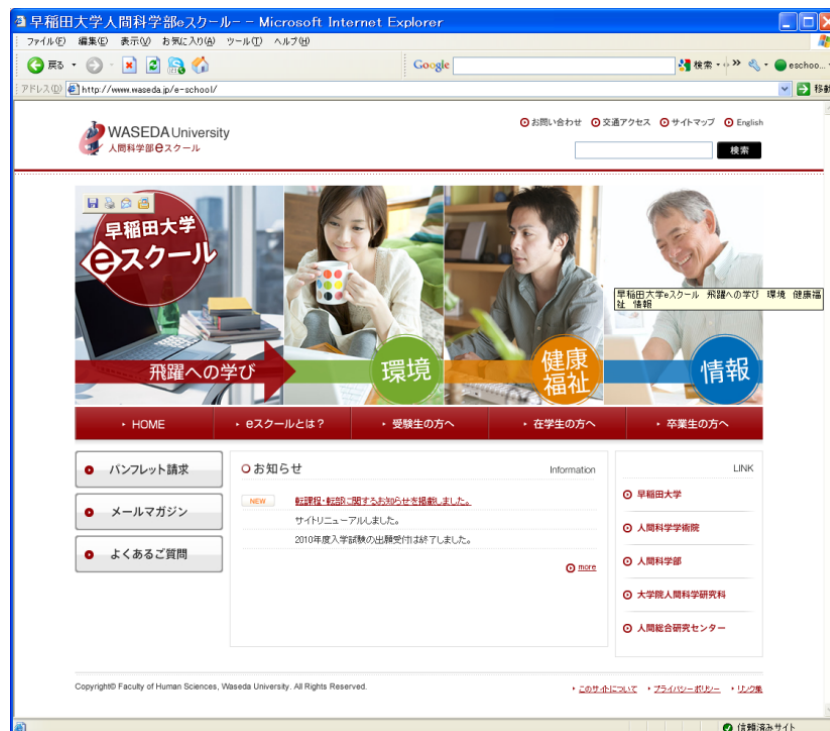 早稲田大学人間科学部eスクールー - Microsoft Internet Explorer
ファイル(F) 編集(E) 表示(V) お気に入り(A) ツール(T) ヘルプ(H)
戻る Google 検索 eschoo...
アドレス(D) http://www.waseda.jp/e-school/ 移動
お問い合わせ 交通アクセス サイトマップ English
WASEDA University
人間科学部eスクール
検索
早稲田大学
eスクール
早稲田大学eスクール 飛躍への学び 環境 健康福
祉 情報
飛躍への学び 環境 健康
福祉 情報
HOME eスクールとは? 受験生の方へ 在学生の方へ 卒業生の方へ
パンフレット請求
メールマガジン
よくあるご質問
お知らせ Information
NEW 転課程・転部に関するお知らせを掲載しました。
サイトリニューアルしました。
2010年度入学試験の出願受付は終了しました。
more
LINK
早稲田大学
人間科学学術院
人間科学部
大学院人間科学研究科
人間総合研究センター
Copyright© Faculty of Human Sciences, Waseda University. All Rights Reserved.
このサイトについて プライバシーポリシー リンク集
信頼済みサイト